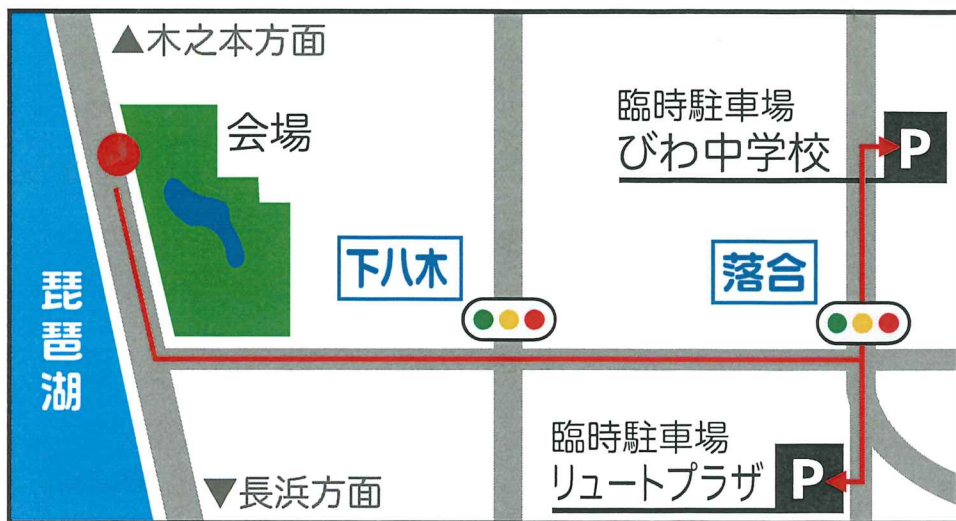 ▲木之本方面
会場
臨時駐車場
びわ中学校
P
下八木
落合
琵琶湖
臨時駐車場
リュートプラザ
P
▼長浜方面